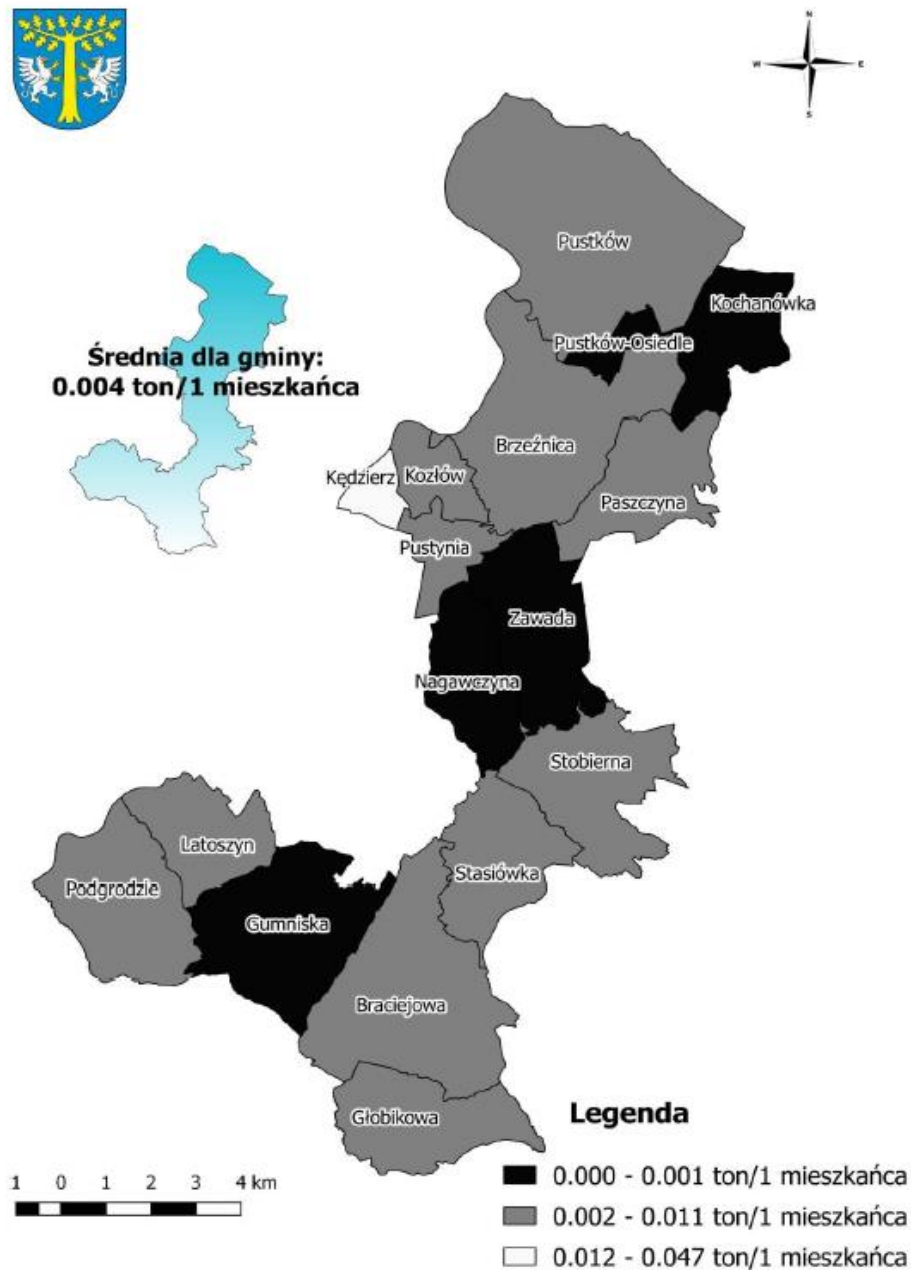 N
W
E
S
Pustków
Kochanówka
Pustków-Osiedle
Średnia dla gminy:
0.004 ton/1 mieszkańca
Brzeźnica
Kędzierz
Kozłów
Paszczyna
Pustynia
Zawada
Nagawczyna
Stobierna
Latoszyn
Stasiówka
Podgrodzie
Gumniska
Braciejowa
Głobikowa
Legenda
1 0 1 2 3 4 km
0.000 - 0.001 ton/1 mieszkańca
0.002 - 0.011 ton/1 mieszkańca
0.012 - 0.047 ton/1 mieszkańca